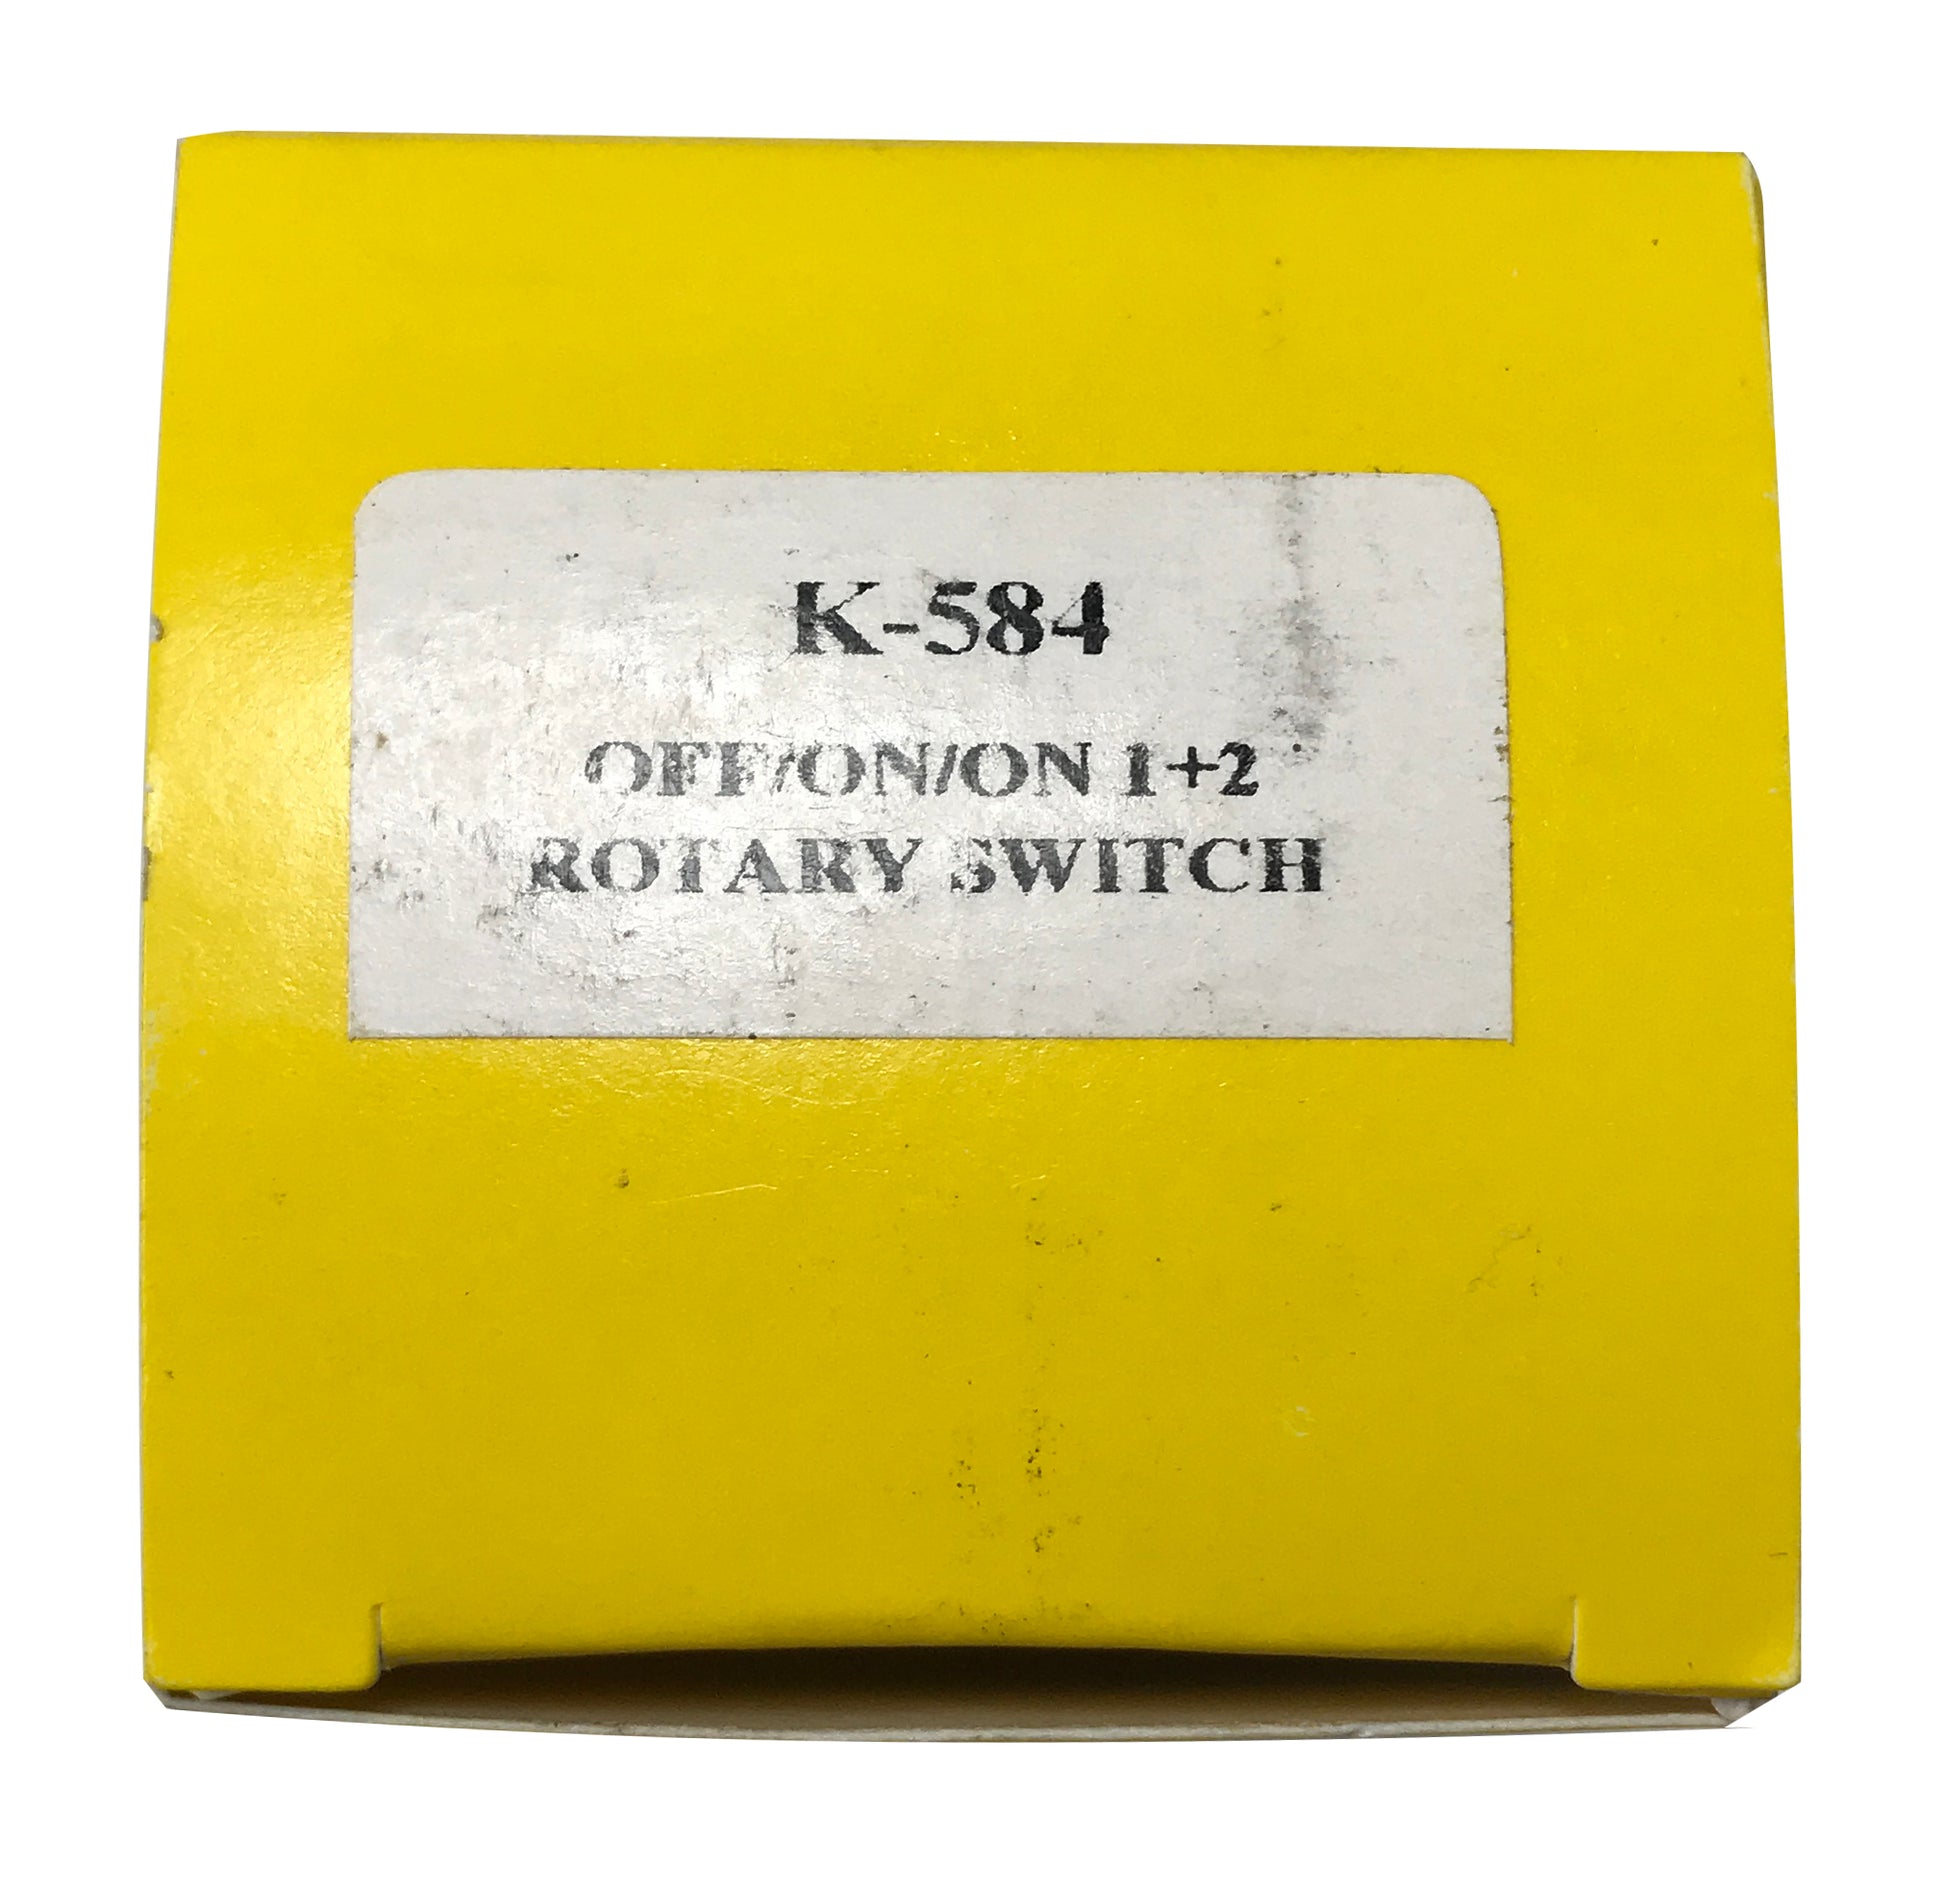 K-584
OFF/ON/ON 1+2
ROTARY SWITCH